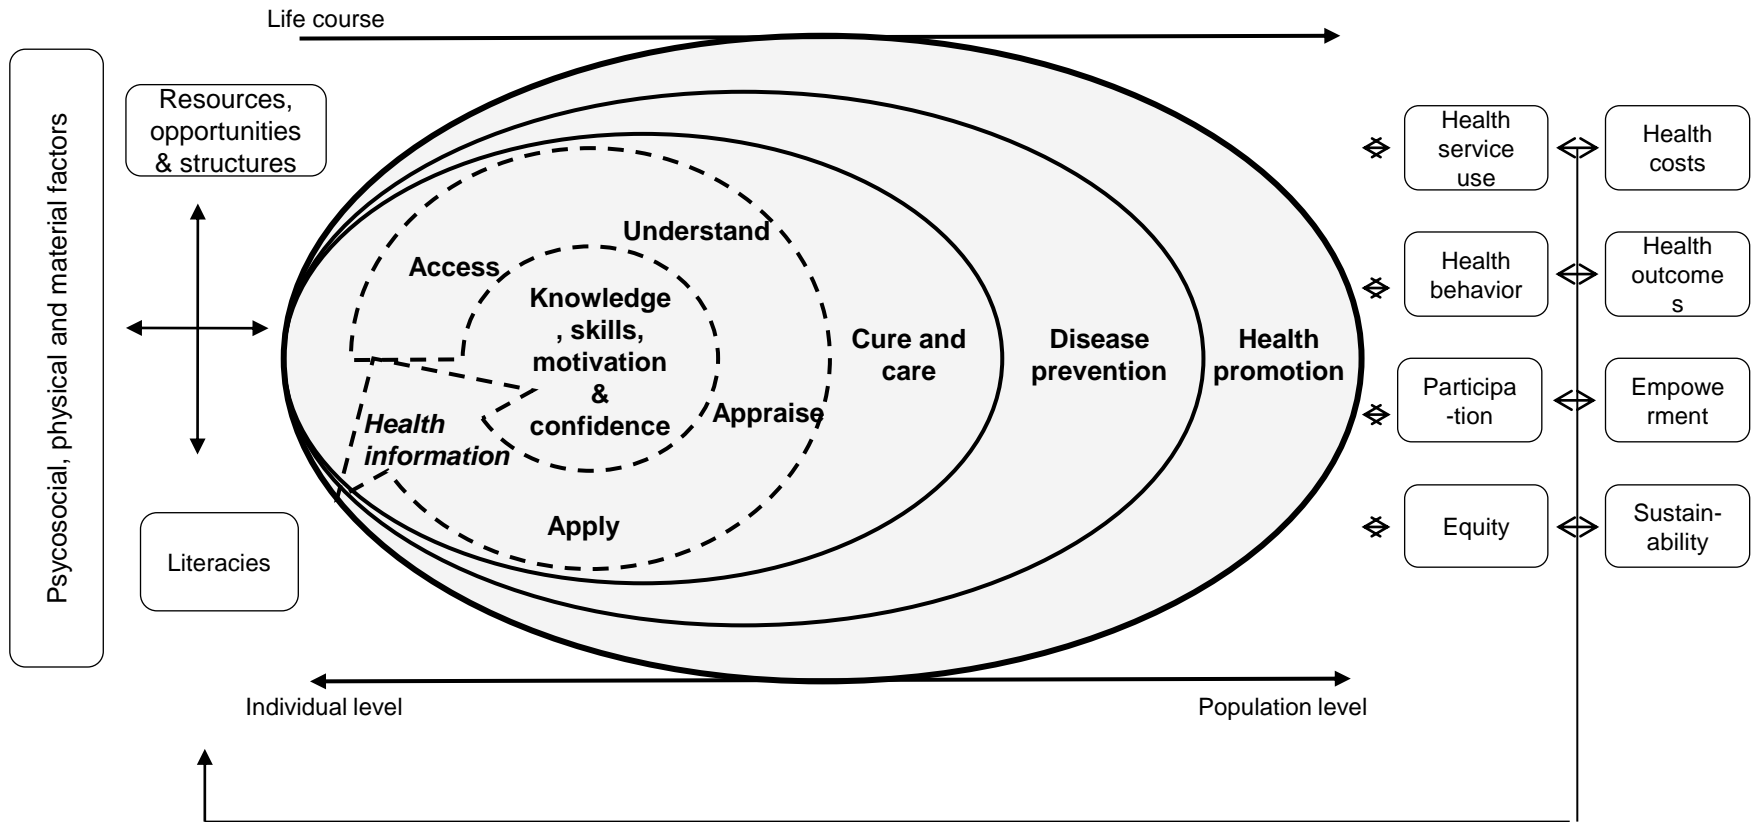 Life course
Psycosocial, physical and material factors
Resources,
opportunities
& structures
Literacies
Access
Understand
Knowledge
, skills,
motivation
&
confidence
Health
information
Appraise
Apply
Cure and
care
Disease
prevention
Health
promotion
Health
service
use
Health
costs
Health
behavior
Health
outcome
s
Participa
-tion
Empowe
rment
Equity
Sustain-
ability
Individual level
Population level